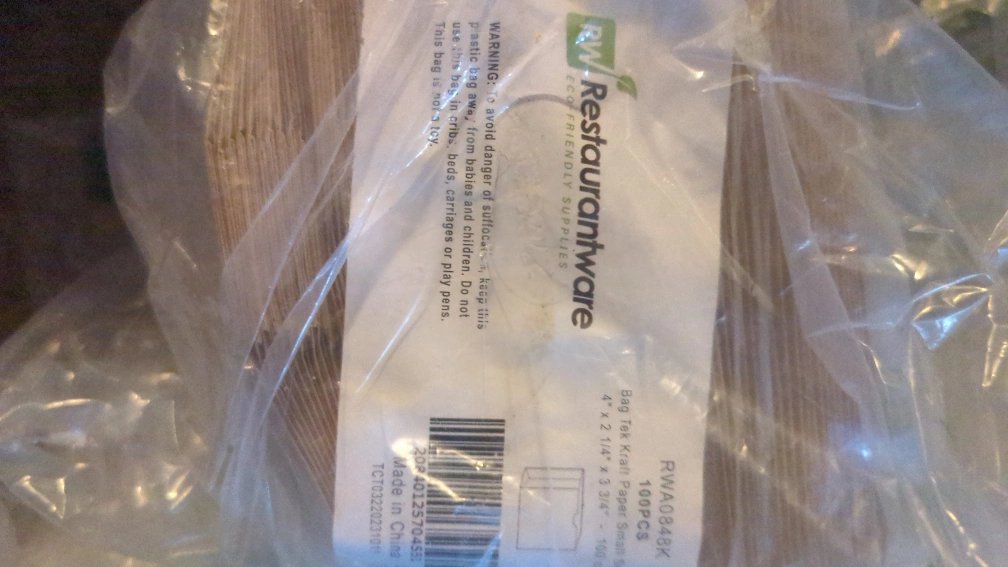 RW Restaurantware
ECOFRIENDLY SUPPLIES
WARNING: To avoid danger of suffocation, keep this
plastic bag away from babies and children. Do not
use this bag in cribs, beds, carriages or play pens.
This bag is not a toy.
RWA0848K
100PCS
Bag Tek Kraft Paper Small
4" x 2 1/4" x 3 3/4" -
Made in China